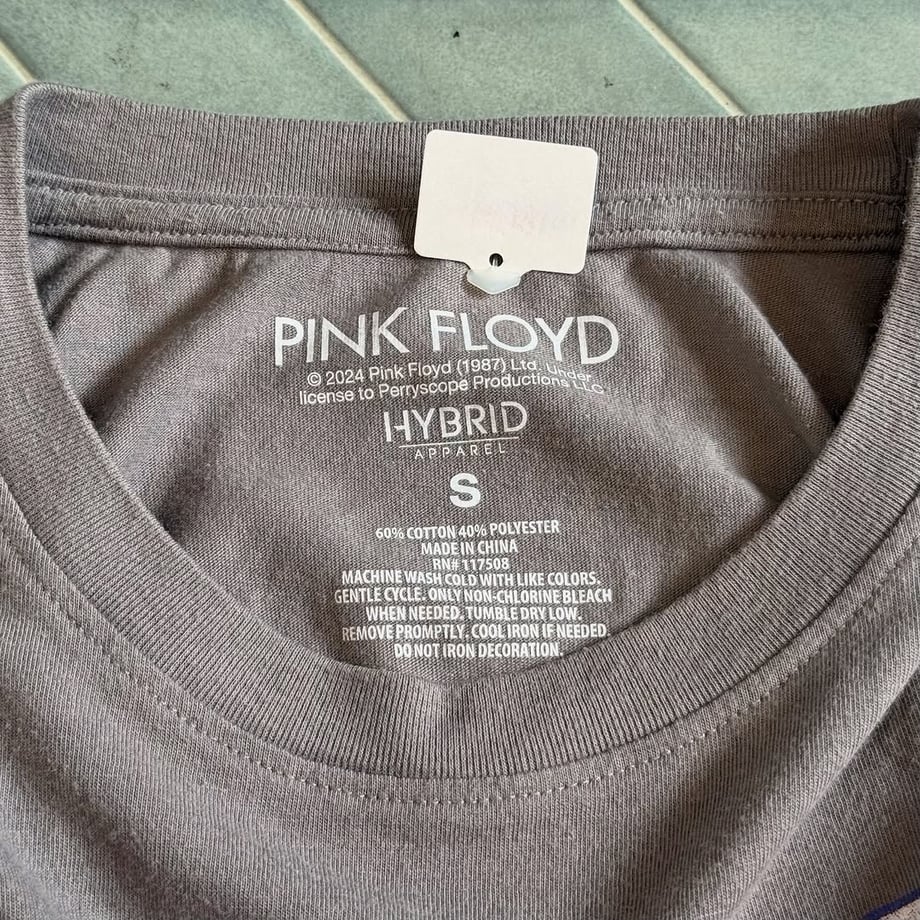 PINK FLOYD
© 2024 Pink Floyd (1987) Ltd. Under
license to Perryscope Productions LLC
HYBRID
APPAREL
S
60% COTTON 40% POLYESTER
MADE IN CHINA
RN# 117508
MACHINE WASH COLD WITH LIKE COLORS.
GENTLE CYCLE. ONLY NON-CHLORINE BLEACH
WHEN NEEDED. TUMBLE DRY LOW.
REMOVE PROMPTLY. COOL IRON IF NEEDED.
DO NOT IRON DECORATION.